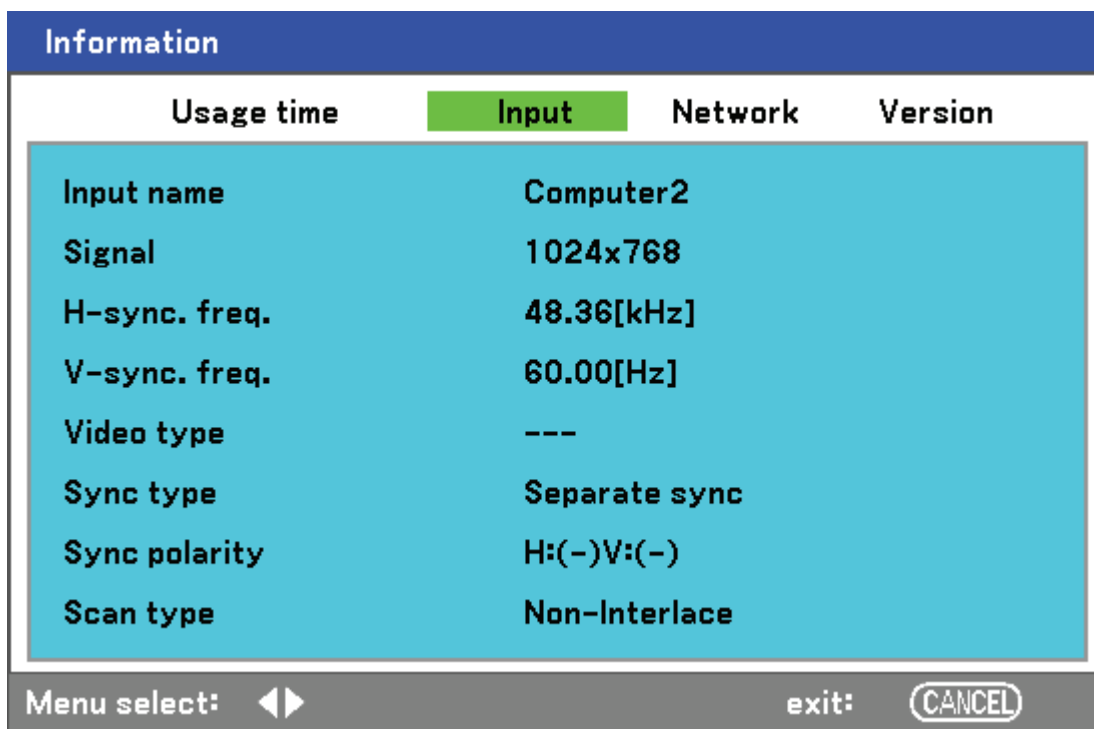 Information
Usage time Input Network Version
Input name Computer2
Signal 1024x768
H-sync. freq. 48.36[kHz]
V-sync. freq. 60.00[Hz]
Video type ---
Sync type Separate sync
Sync polarity H:(-)V:(-)
Scan type Non-Interlace
Menu select: exit: CANCEL